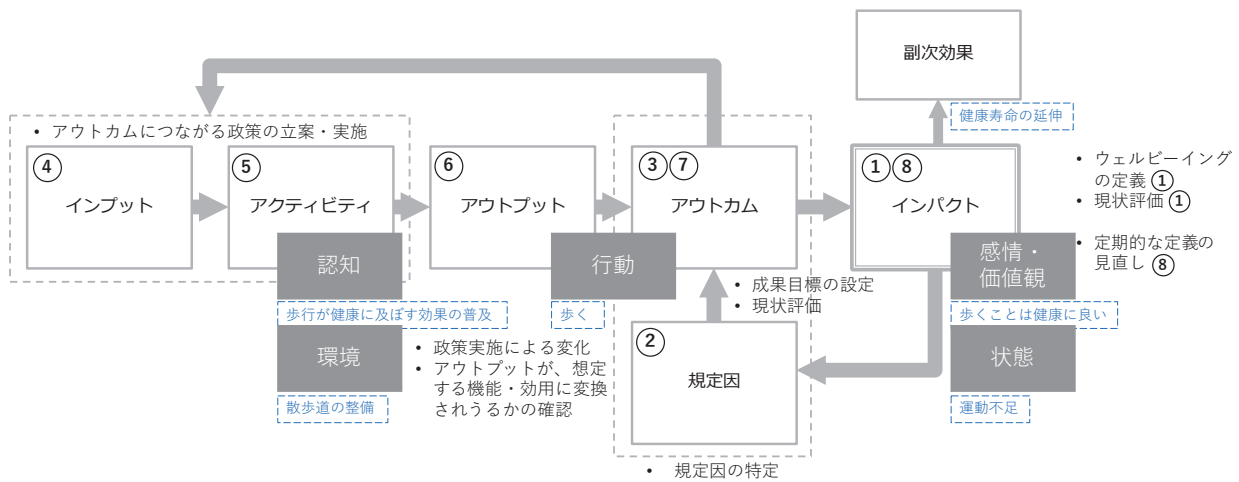 副次効果
健康寿命の延伸
• アウトカムにつながる政策の立案・実施
④
インプット
⑤
アクティビティ
⑥
アウトプット
③⑦
アウトカム
①⑧
インパクト
• ウェルビーイング
の定義①
• 現状評価①
• 定期的な定義の
見直し⑧
認知
歩行が健康に及ぼす効果の普及
環境
散歩道の整備
行動
歩く
• 成果目標の設定
• 現状評価
感情・
価値観
歩くことは健康に良い
状態
運動不足
• 政策実施による変化
• アウトプットが、想定
する機能・効用に変換
されうるかの確認
②
規定因
• 規定因の特定